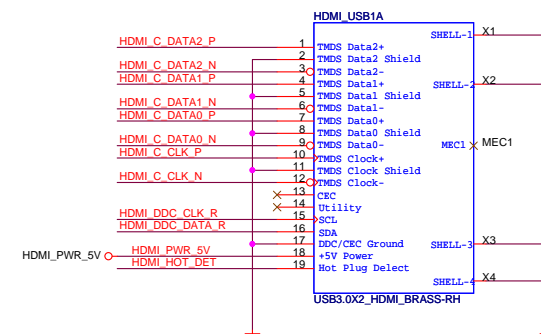 HDMI_USB1A
SHELL-1 X1
HDMI_C_DATA2_P 1 TMDS Data2+
2 TMDS Data2 Shield
HDMI_C_DATA2_N 3 TMDS Data2-
HDMI_C_DATA1_P 4 TMDS Data1+ SHELL-2 X2
5 TMDS Data1 Shield
HDMI_C_DATA1_N 6 TMDS Data1-
HDMI_C_DATA0_P 7 TMDS Data0+
8 TMDS Data0 Shield
HDMI_C_DATA0_N 9 TMDS Data0- MEC1 MEC1
HDMI_C_CLK_P 10 TMDS Clock+
11 TMDS Clock Shield
HDMI_C_CLK_N 12 TMDS Clock-
13 CEC
14 Utility
HDMI_DDC_CLK_R 15 SCL
HDMI_DDC_DATA_R 16 SDA
17 DDC/CEC Ground SHELL-3 X3
HDMI_PWR_5V HDMI_PWR_5V 18 +5V Power
HDMI_HOT_DET 19 Hot Plug Delect
SHELL-4 X4
USB3.0X2_HDMI_BRASS-RH